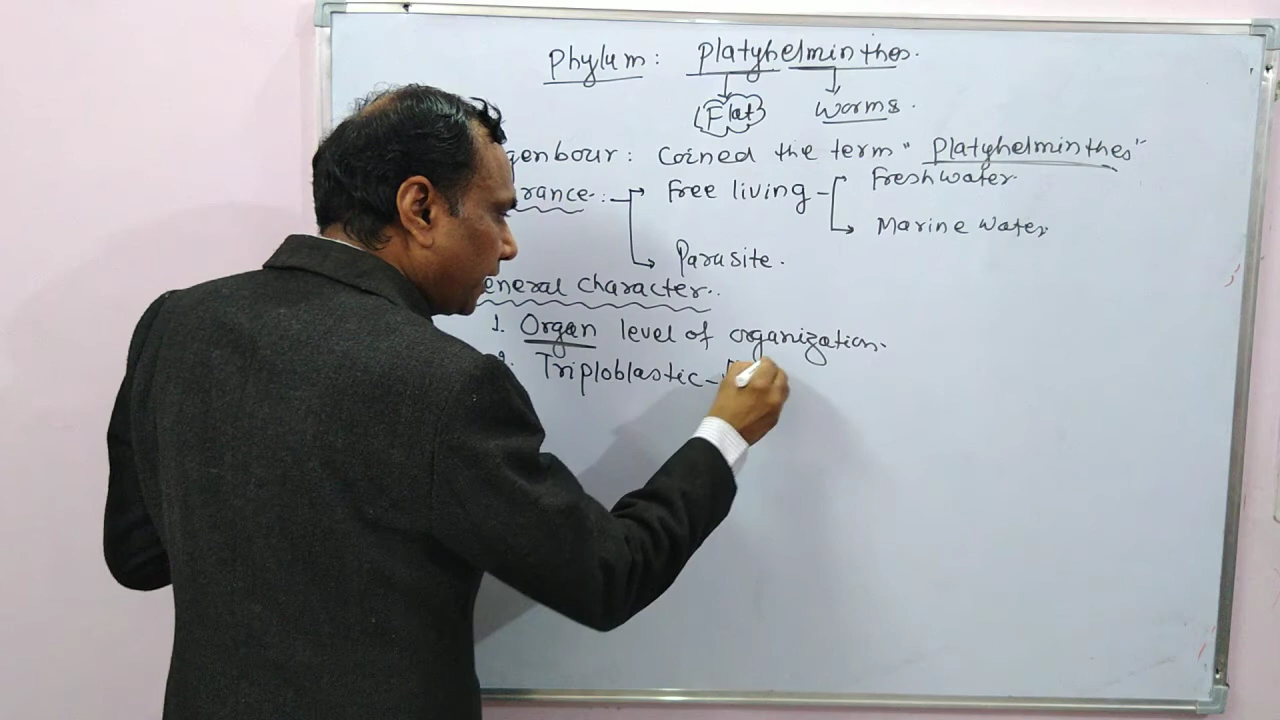 Phylum: Platyhelminthes.
Flat Worms.
genbour: Coined the term "Platyhelminthes"
rance:- Free living - Freshwater.
Marine Water
Parasite.
eneral character..
1. Organ level of organization.
2. Triploblastic-